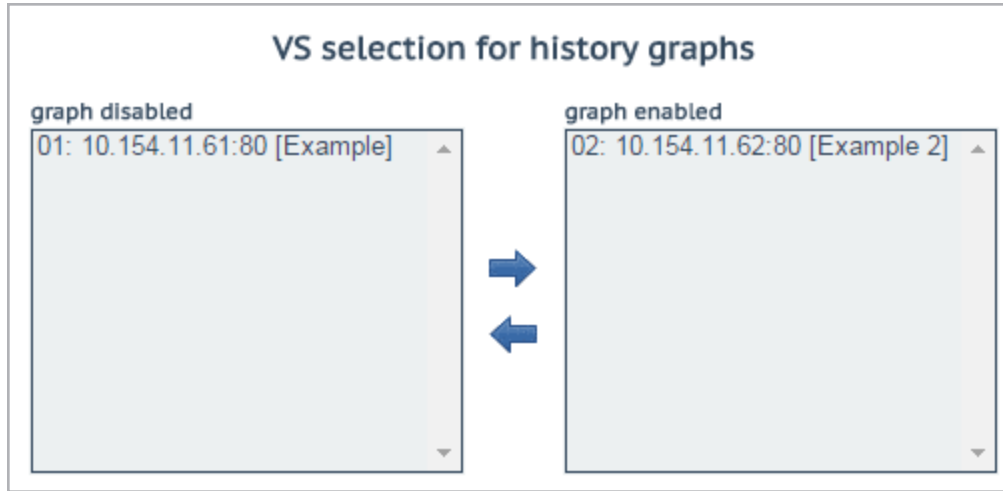 VS selection for history graphs
graph disabled
01: 10.154.11.61:80 [Example]
graph enabled
02: 10.154.11.62:80 [Example 2]